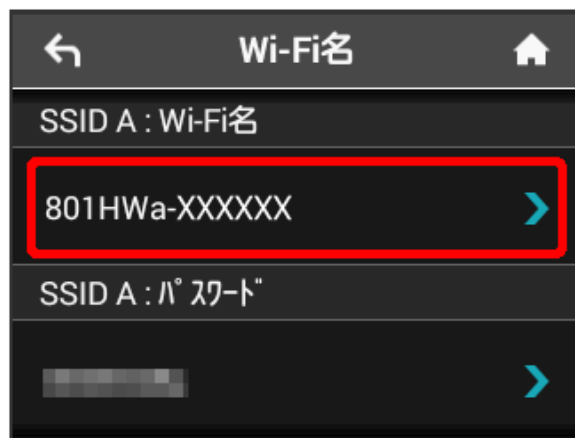 Wi-Fi名
SSID A : Wi-Fi名
801HWa-XXXXXX
SSID A : ﾊﾟｽﾜｰﾄﾞ